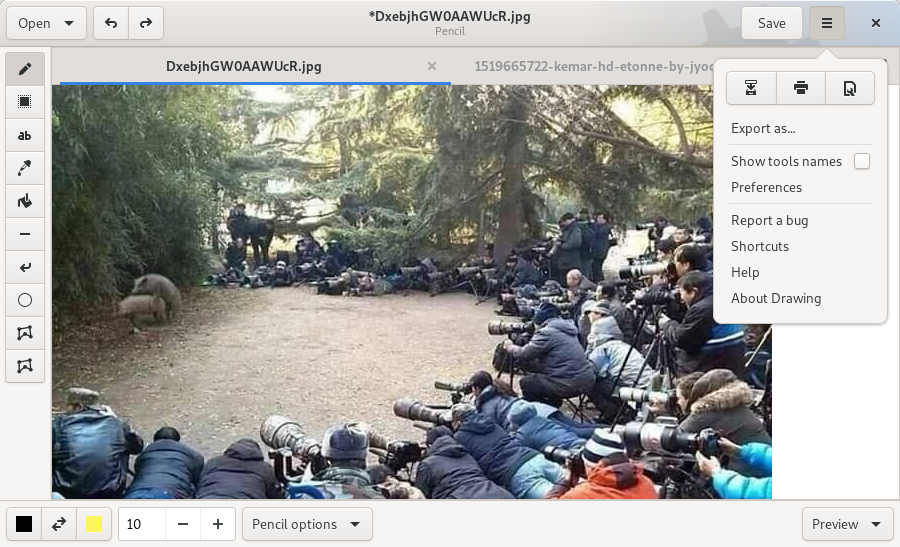 Open
*DxebjhGW0AAWUcR.jpg
Pencil
Save
DxebjhGW0AAWUcR.jpg
1519665722-kemar-hd-etonne-by-jyoc
Export as…
Show tools names
Preferences
Report a bug
Shortcuts
Help
About Drawing
ab
10
Pencil options
Preview